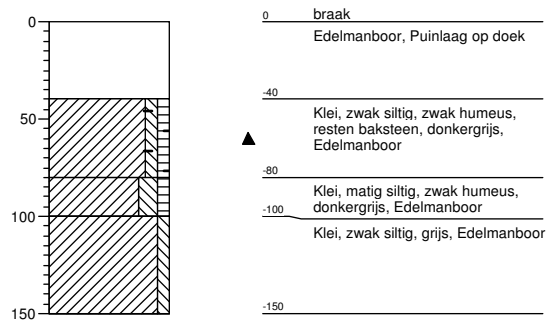 0
50
100
150
0 braak
Edelmanboor, Puinlaag op doek
-40
Klei, zwak siltig, zwak humeus,
resten baksteen, donkergrijs,
Edelmanboor
-80
Klei, matig siltig, zwak humeus,
donkergrijs, Edelmanboor
-100
Klei, zwak siltig, grijs, Edelmanboor
-150